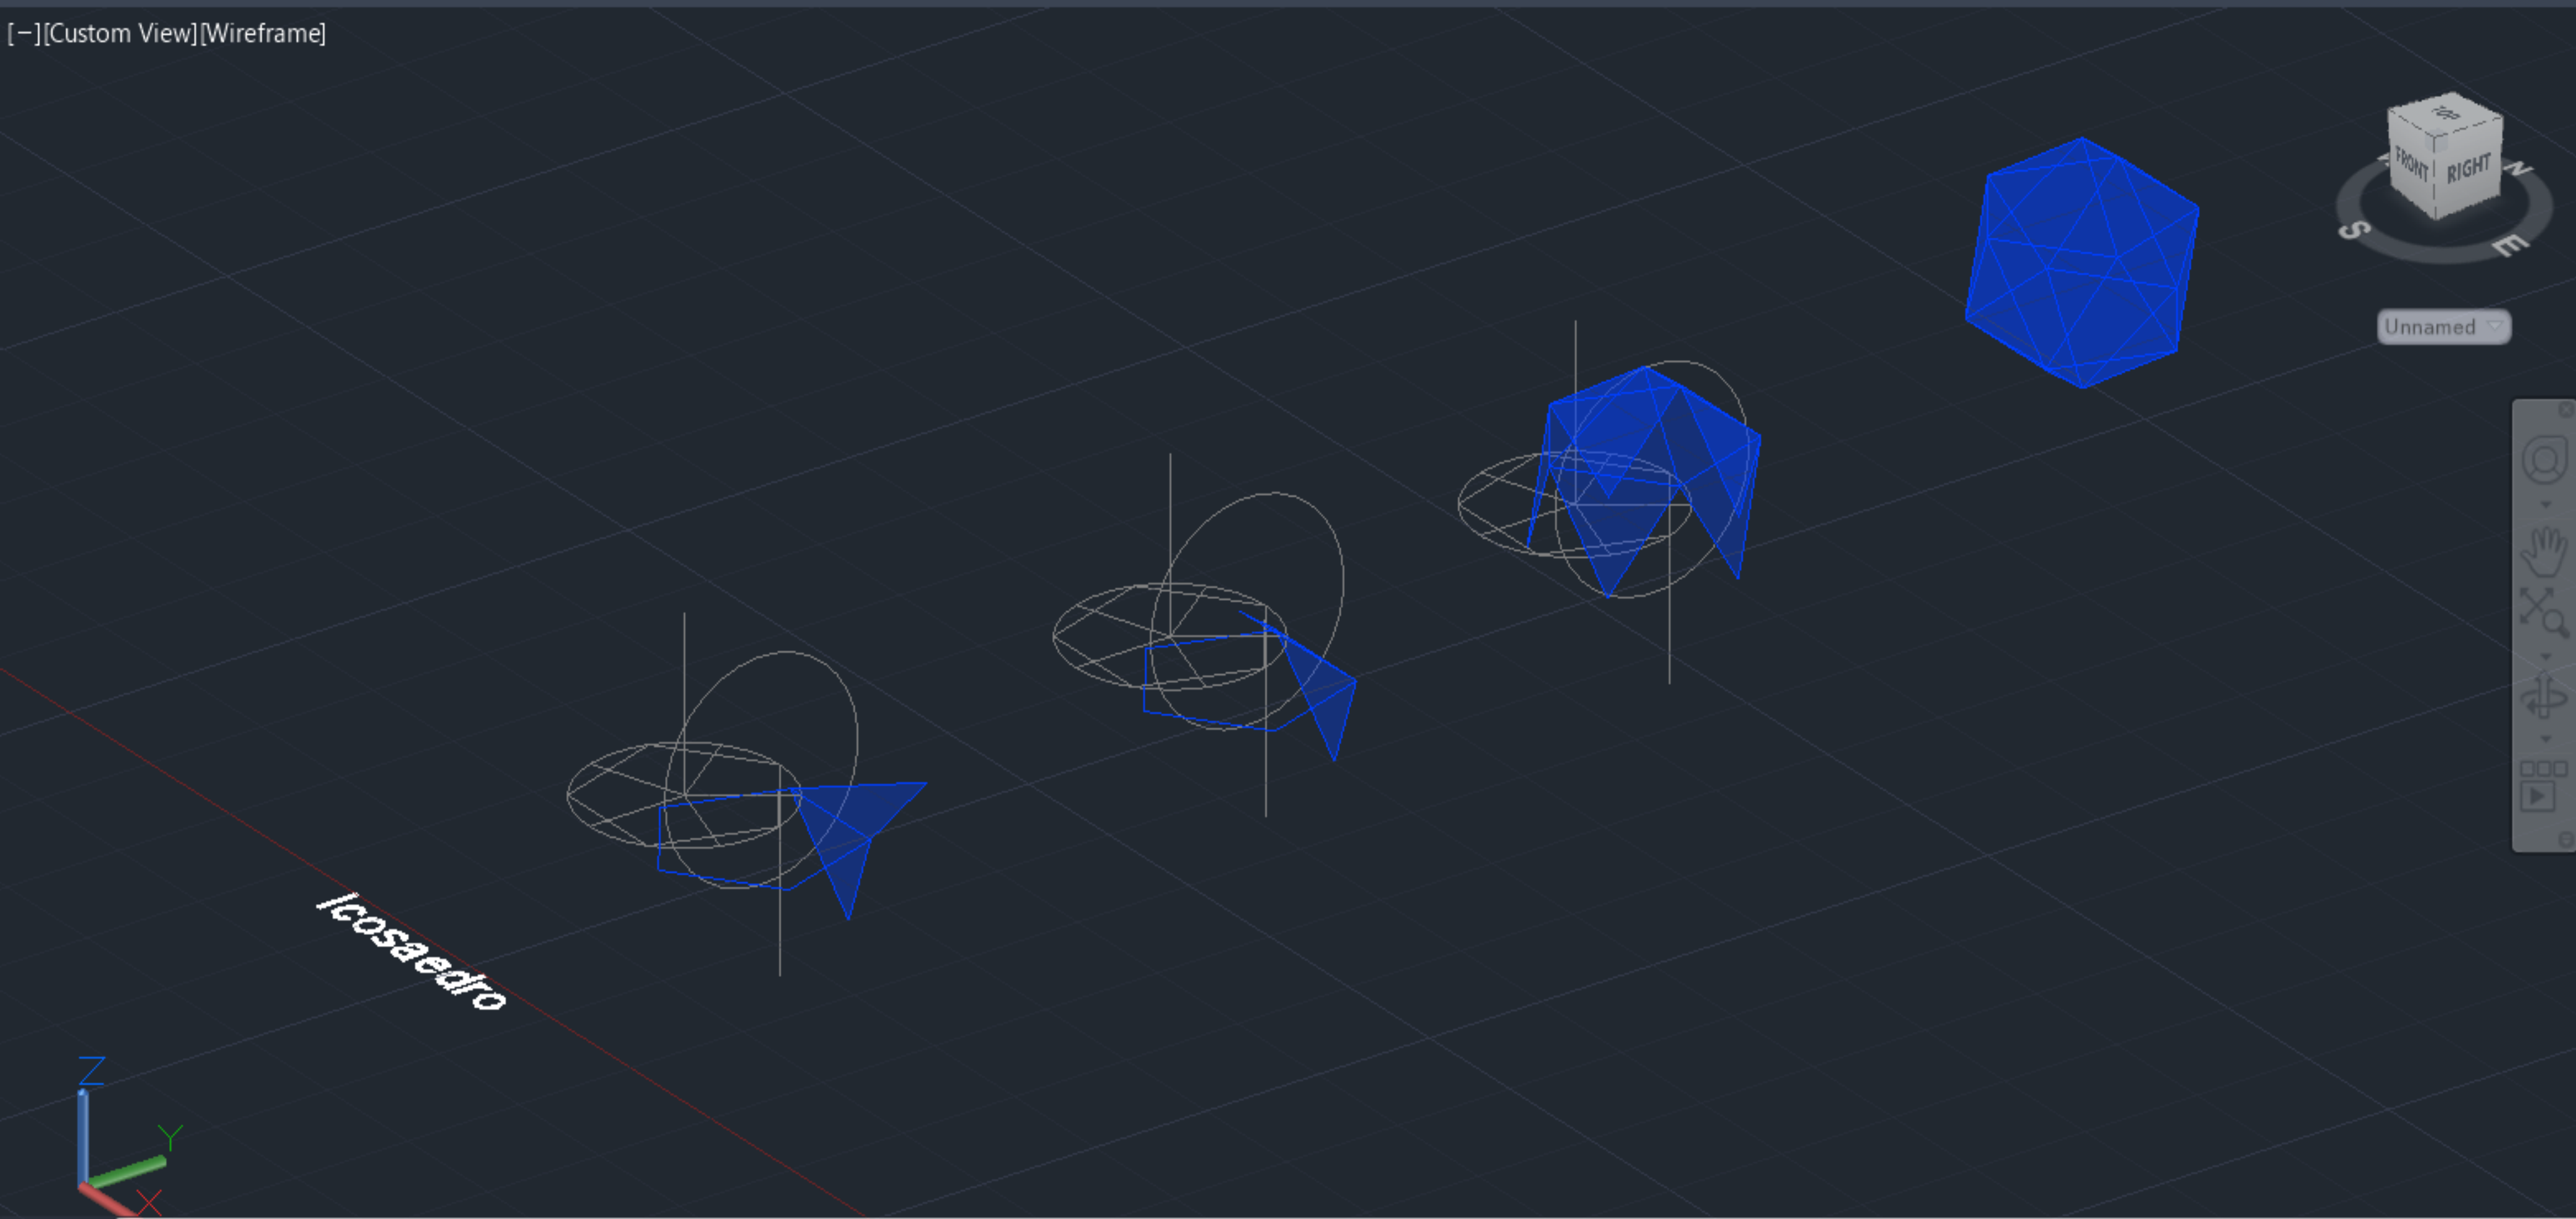 [−][Custom View][Wireframe]
TOP
FRONT
RIGHT
N
S
E
Unnamed
Icosaedro
Z
Y
X